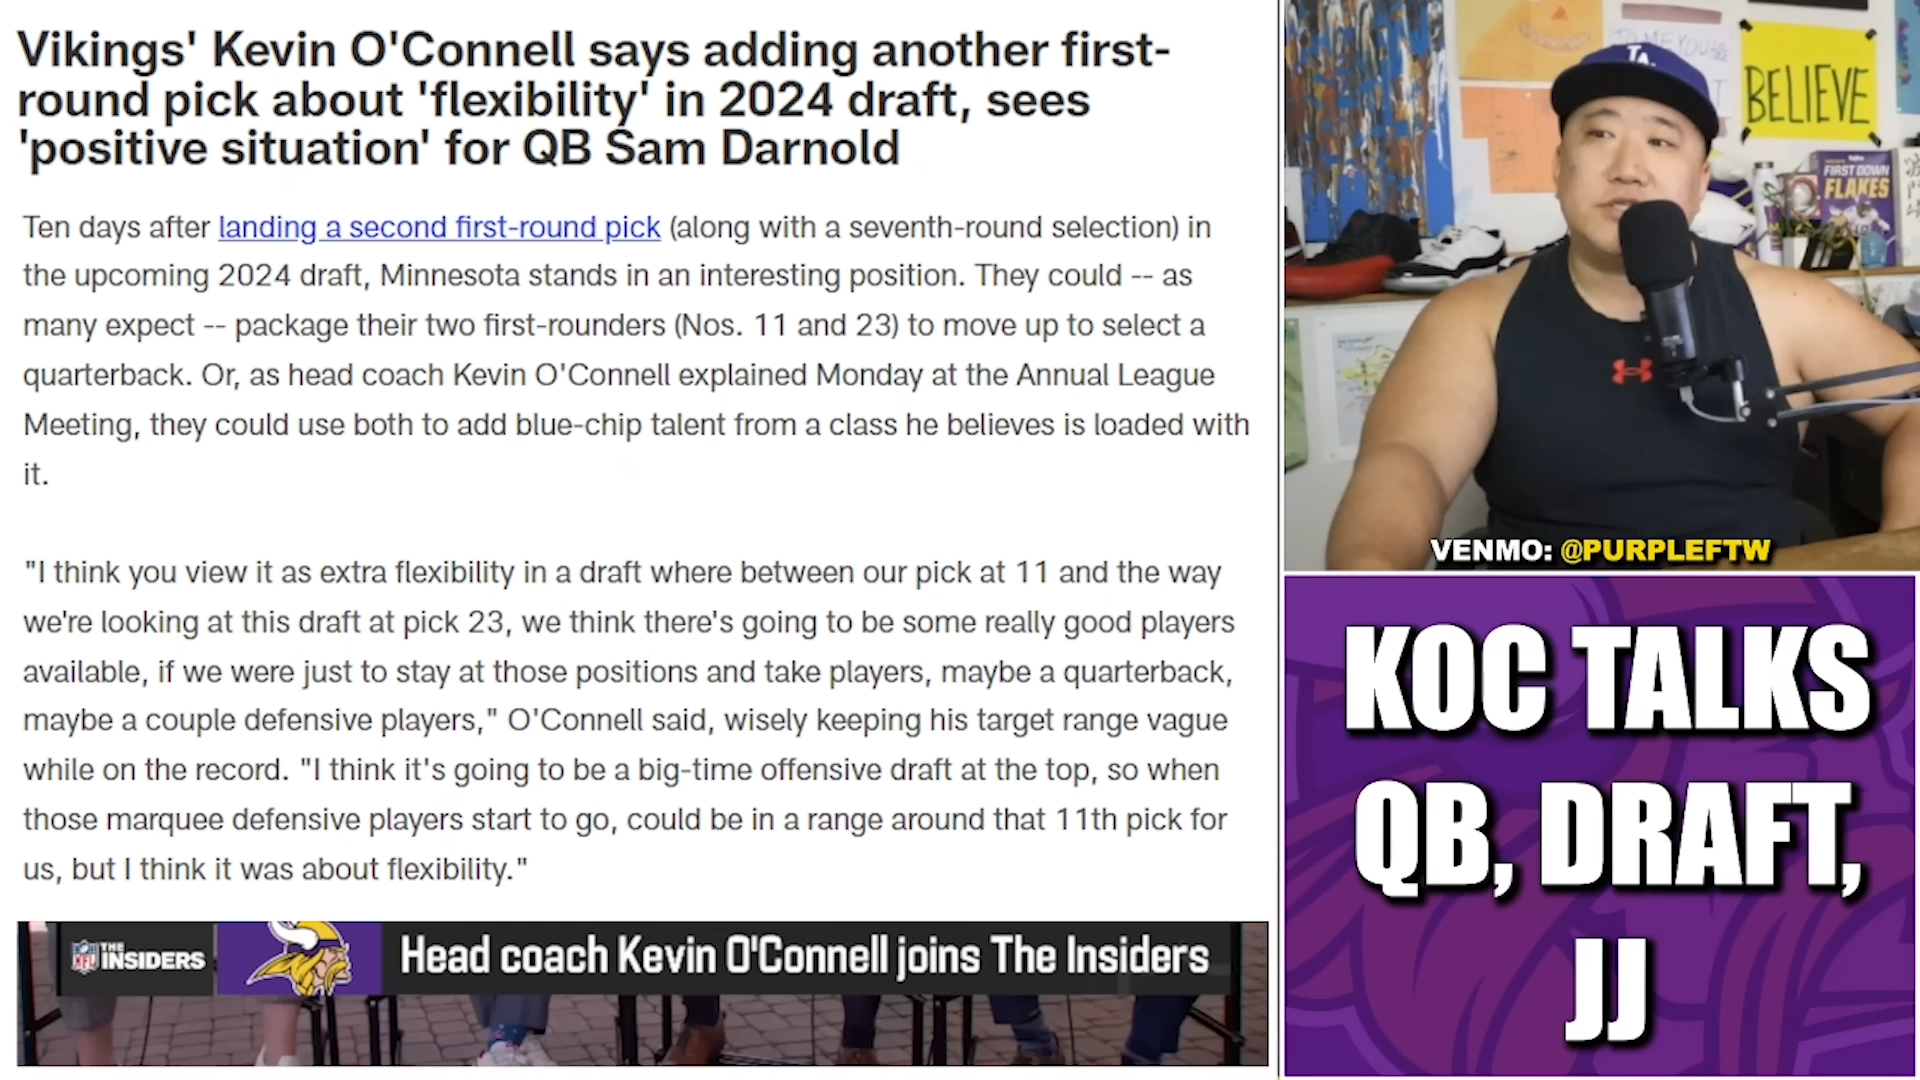 Vikings' Kevin O'Connell says adding another first-
round pick about 'flexibility' in 2024 draft, sees
'positive situation' for QB Sam Darnold
Ten days after landing a second first-round pick (along with a seventh-round selection) in
the upcoming 2024 draft, Minnesota stands in an interesting position. They could -- as
many expect -- package their two first-rounders (Nos. 11 and 23) to move up to select a
quarterback. Or, as head coach Kevin O'Connell explained Monday at the Annual League
Meeting, they could use both to add blue-chip talent from a class he believes is loaded with
it.
"I think you view it as extra flexibility in a draft where between our pick at 11 and the way
we're looking at this draft at pick 23, we think there's going to be some really good players
available, if we were just to stay at those positions and take players, maybe a quarterback,
maybe a couple defensive players," O'Connell said, wisely keeping his target range vague
while on the record. "I think it's going to be a big-time offensive draft at the top, so when
those marquee defensive players start to go, could be in a range around that 11th pick for
us, but I think it was about flexibility."
NFL THE INSIDERS
Head coach Kevin O'Connell joins The Insiders
BELIEVE
FIRST DOWN
FLAKES
VENMO: @PURPLEFTW
KOC TALKS
QB, DRAFT,
JJ